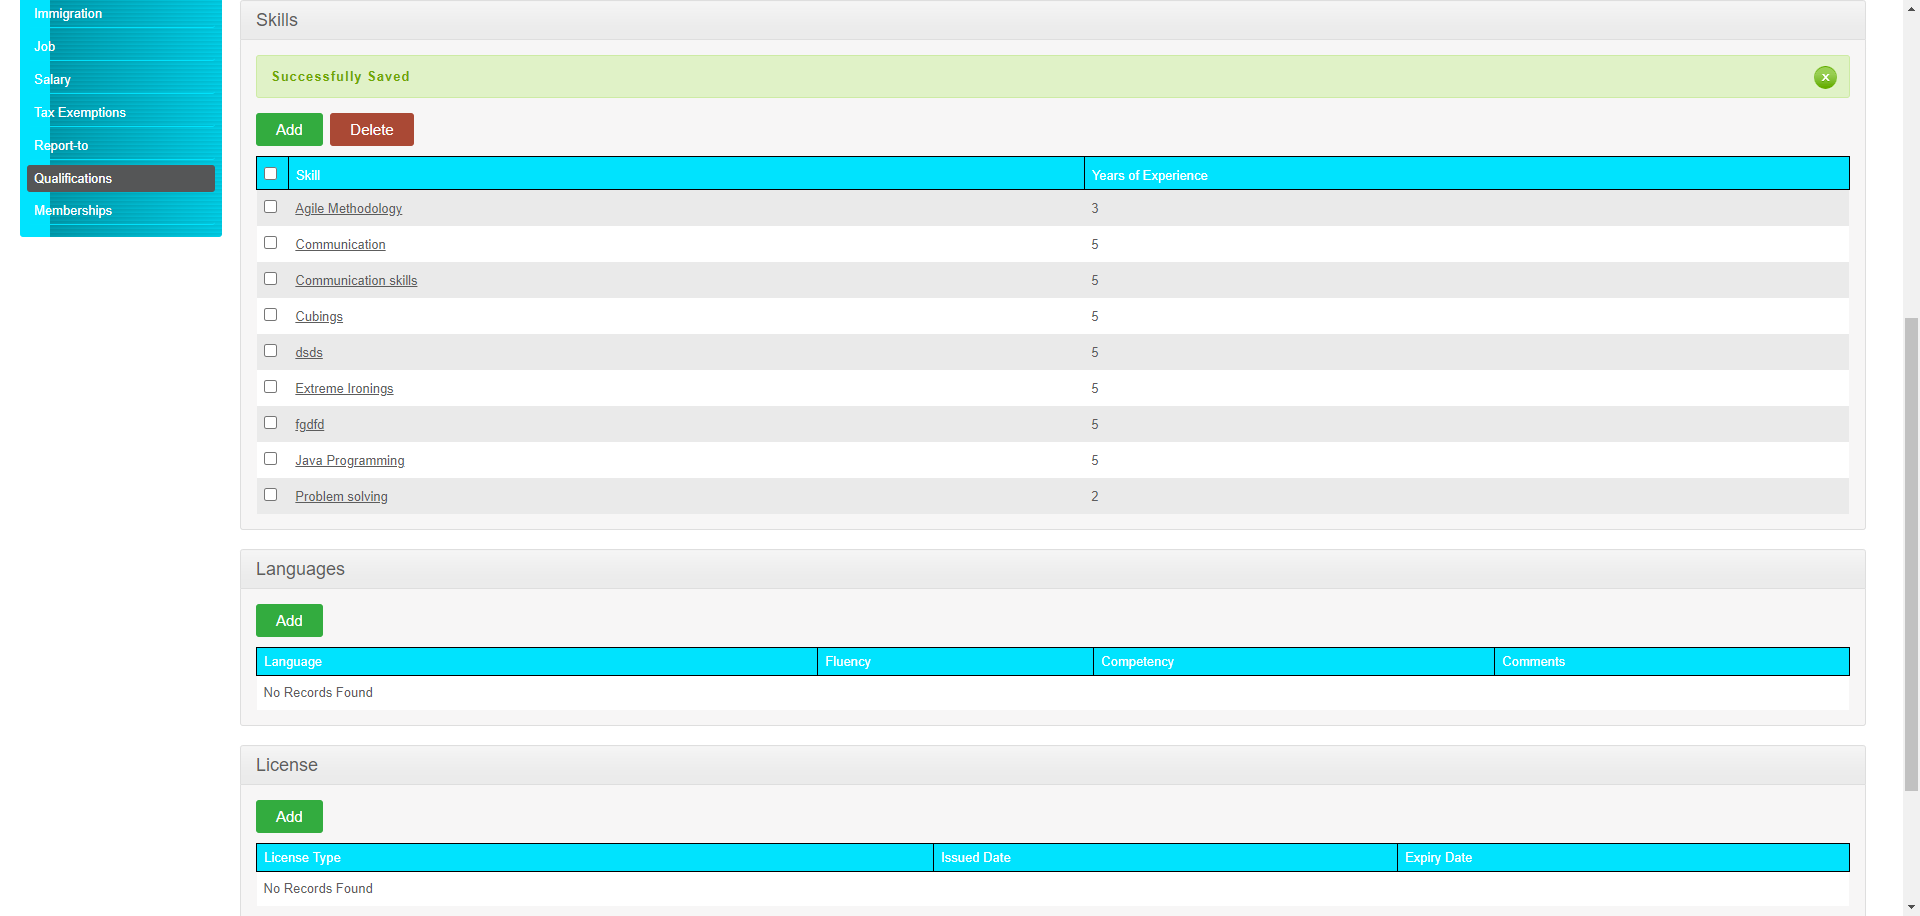 Immigration
Job
Salary
Tax Exemptions
Report-to
Qualifications
Memberships
Skills
Successfully Saved
x
Add Delete
Skill Years of Experience
Agile Methodology 3
Communication 5
Communication skills 5
Cubings 5
dsds 5
Extreme Ironings 5
fgdfd 5
Java Programming 5
Problem solving 2
Languages
Add
Language Fluency Competency Comments
No Records Found
License
Add
License Type Issued Date Expiry Date
No Records Found